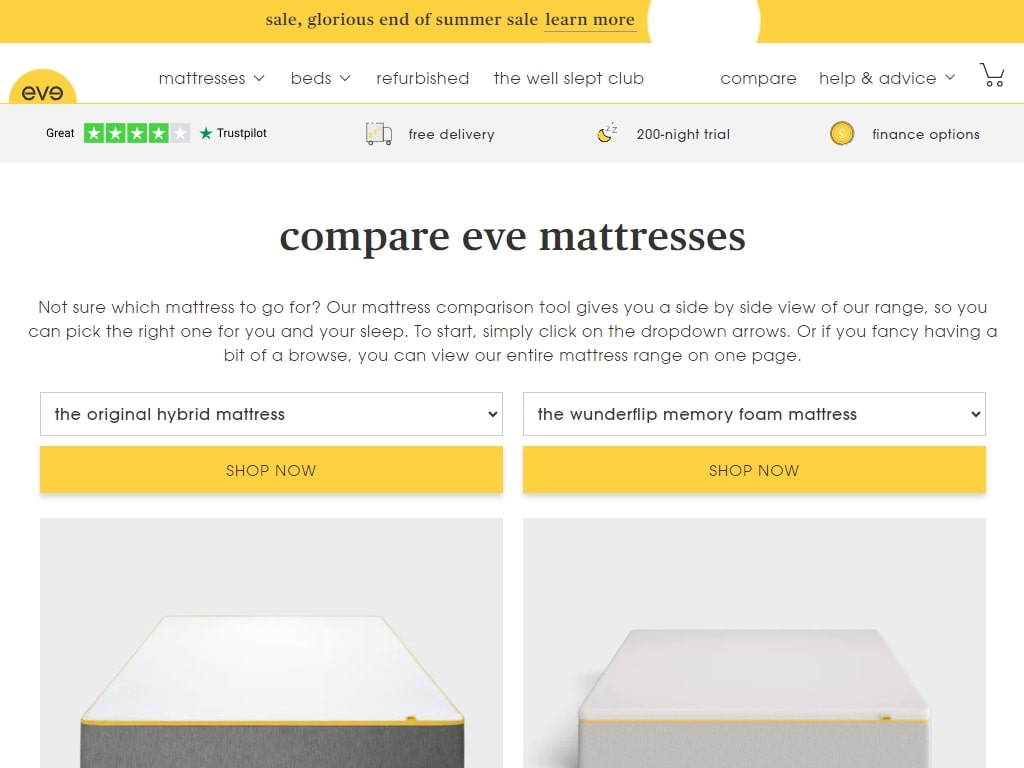 sale, glorious end of summer sale learn more
eve
mattresses
beds
refurbished
the well slept club
compare
help & advice
Great
Trustpilot
free delivery
200-night trial
finance options
compare eve mattresses
Not sure which mattress to go for? Our mattress comparison tool gives you a side by side view of our range, so you
can pick the right one for you and your sleep. To start, simply click on the dropdown arrows. Or if you fancy having a
bit of a browse, you can view our entire mattress range on one page.
the original hybrid mattress
the wunderflip memory foam mattress
SHOP NOW
SHOP NOW